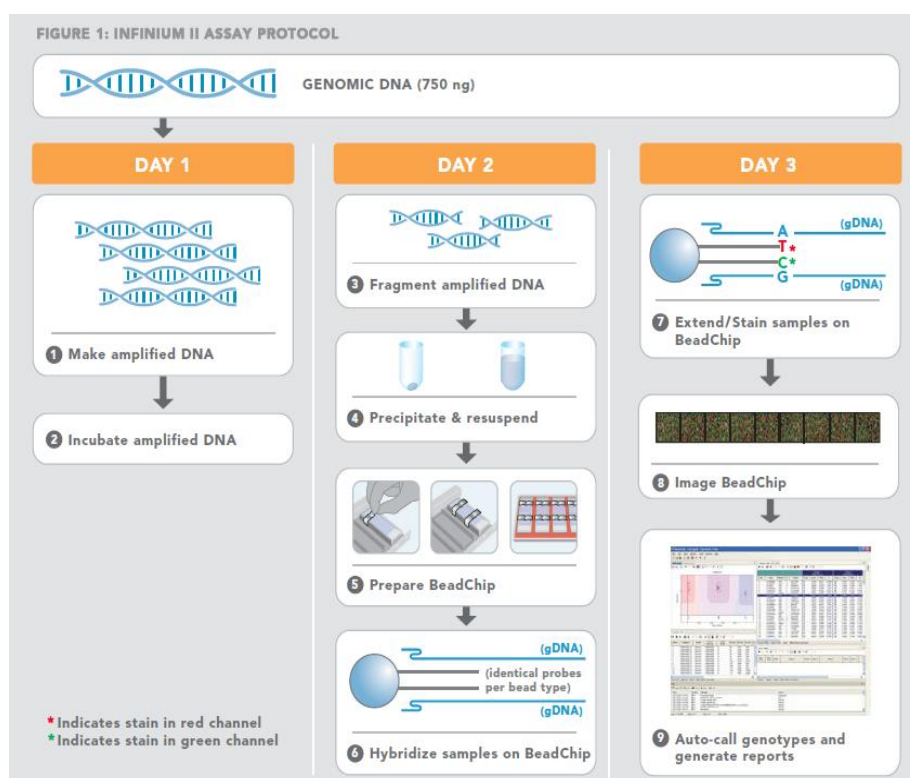 FIGURE 1: INFINIUM II ASSAY PROTOCOL
GENOMIC DNA (750 ng)
DAY 1
1 Make amplified DNA
2 Incubate amplified DNA
DAY 2
3 Fragment amplified DNA
4 Precipitate & resuspend
5 Prepare BeadChip
(gDNA)
(identical probes
per bead type)
(gDNA)
6 Hybridize samples on BeadChip
DAY 3
A (gDNA)
T*
C*
G (gDNA)
7 Extend/Stain samples on
BeadChip
8 Image BeadChip
9 Auto-call genotypes and
generate reports
*Indicates stain in red channel
*Indicates stain in green channel